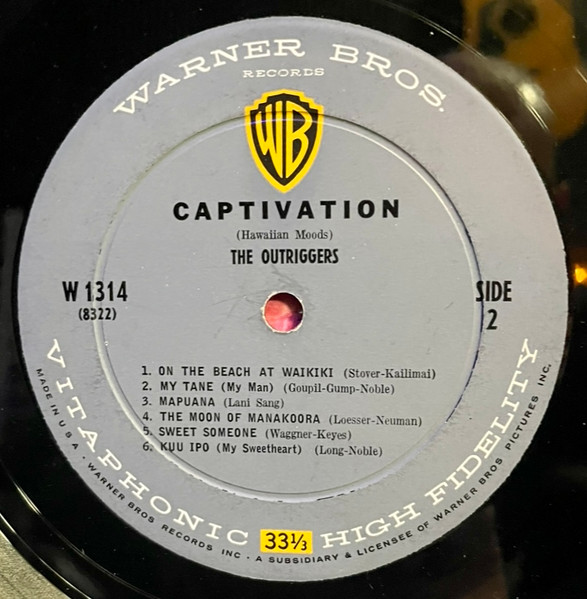 WARNER BROS.
RECORDS
WB
CAPTIVATION
(Hawaiian Moods)
THE OUTRIGGERS
W 1314
(8322)
SIDE
2
1. ON THE BEACH AT WAIKIKI (Stover-Kailimai)
2. MY TANE (My Man) (Goupil-Gump-Noble)
3. MAPUANA (Lani Sang)
4. THE MOON OF MANAKOORA (Loesser-Neuman)
5. SWEET SOMEONE (Waggner-Keyes)
6. KUU IPO (My Sweetheart) (Long-Noble)
VITAPHONIC HIGH FIDELITY
33⅓
MADE IN U.S.A. • WARNER BROS RECORDS INC • A SUBSIDIARY & LICENSEE OF WARNER BROS PICTURES INC.